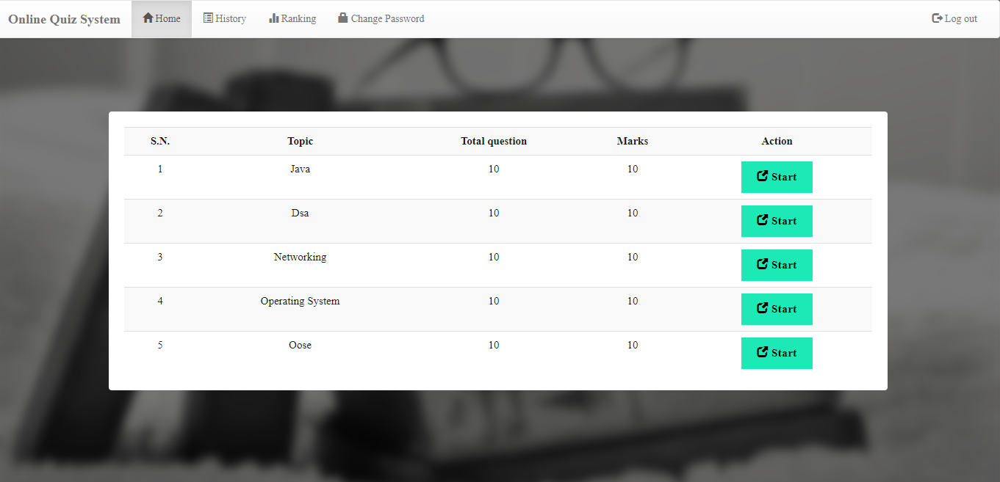 Online Quiz System Home History Ranking Change Password Log out
S.N. Topic Total question Marks Action
1 Java 10 10 Start
2 Dsa 10 10 Start
3 Networking 10 10 Start
4 Operating System 10 10 Start
5 Oose 10 10 Start